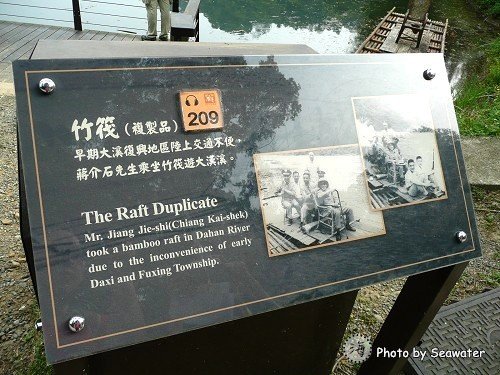 竹筏（複製品）
209
早期大溪復興地區陸上交通不便，
蔣介石先生乘坐竹筏遊大漢溪。
The Raft Duplicate
Mr. Jiang Jie-shi(Chiang Kai-shek)
took a bamboo raft in Dahan River
due to the inconvenience of early
Daxi and Fuxing Township.
Photo by Seawater